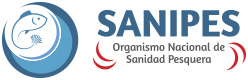 SANIPES
Organismo Nacional de
Sanidad Pesquera